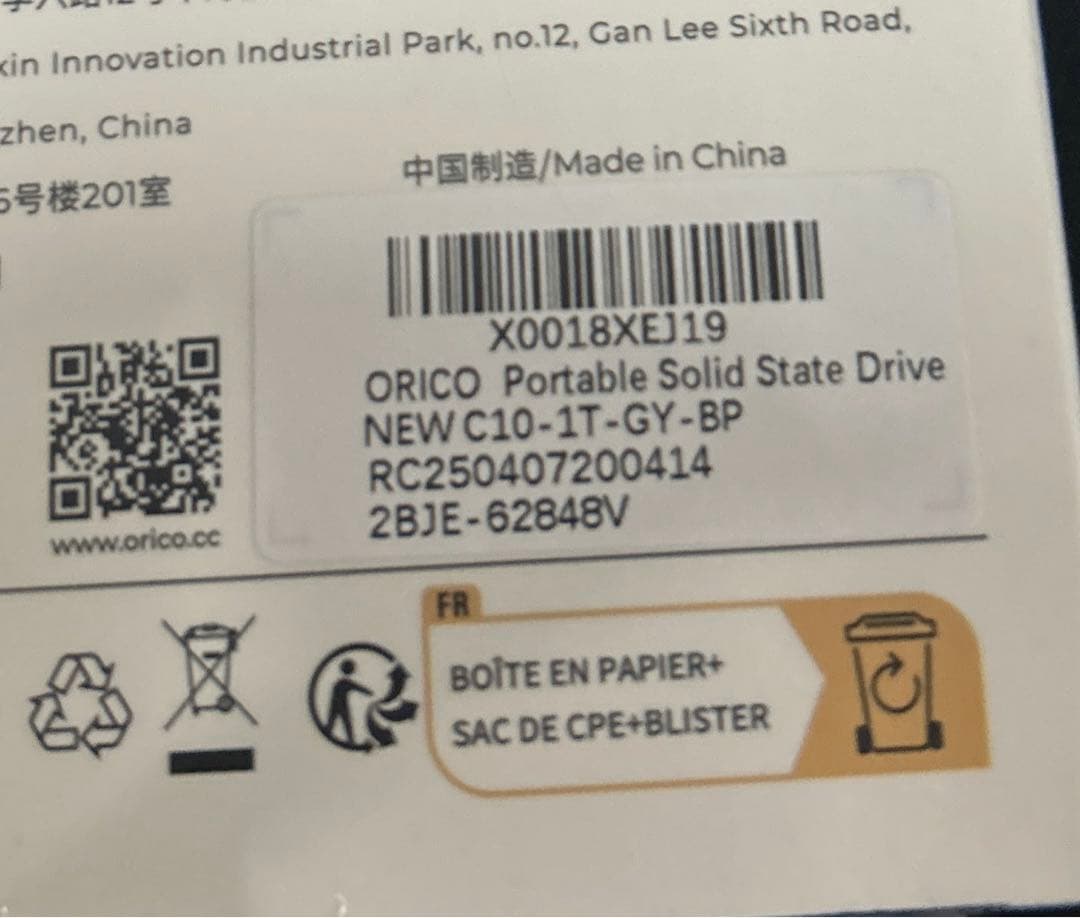 xin Innovation Industrial Park, no.12, Gan Lee Sixth Road,
zhen, China
中国制造/Made in China
号楼201室
X0018XEJ19
ORICO Portable Solid State Drive
NEW C10-1T-GY-BP
RC250407200414
2BJE-62848V
www.orico.cc
FR
BOÎTE EN PAPIER+
SAC DE CPE+BLISTER